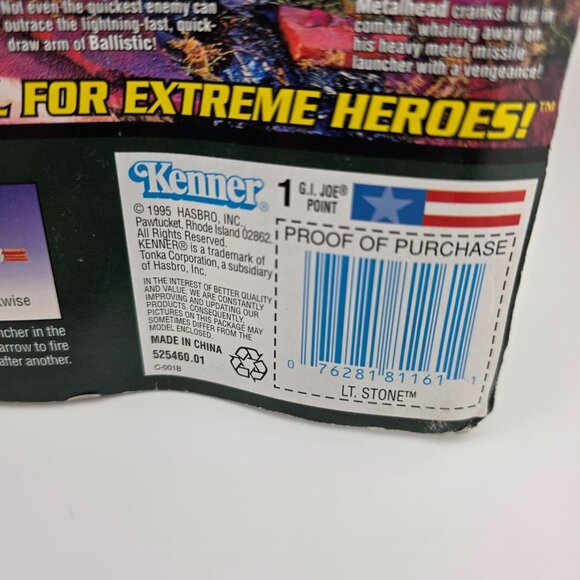 Not even the quickest enemy can
outrace the lightning-fast, quick-
draw arm of Ballistic!
Metalhead cranks it up in
combat, whaling away on
his heavy metal missile
launcher with a vengeance!
FOR EXTREME HEROES!™
wise
ncher in the
arrow to fire
after another.
Kenner®
© 1995 HASBRO, INC.,
Pawtucket, Rhode Island 02862.
All Rights Reserved.
KENNER® is a trademark of
Tonka Corporation, a subsidiary
of Hasbro, Inc.
IN THE INTEREST OF BETTER QUALITY
AND VALUE, WE ARE CONSTANTLY
IMPROVING AND UPDATING OUR
PRODUCTS. CONSEQUENTLY,
PICTURES ON THIS PACKAGE MAY
SOMETIMES DIFFER FROM THE
MODEL ENCLOSED.
MADE IN CHINA
525460.01
C-001B
1 G.I. JOE®
POINT
PROOF OF PURCHASE
0 76281 81161 1
LT. STONE™